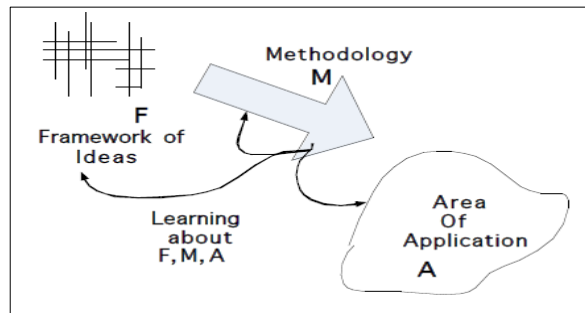 Methodology
M
F
Framework of
Ideas
Learning
about
F, M, A
Area
Of
Application
A